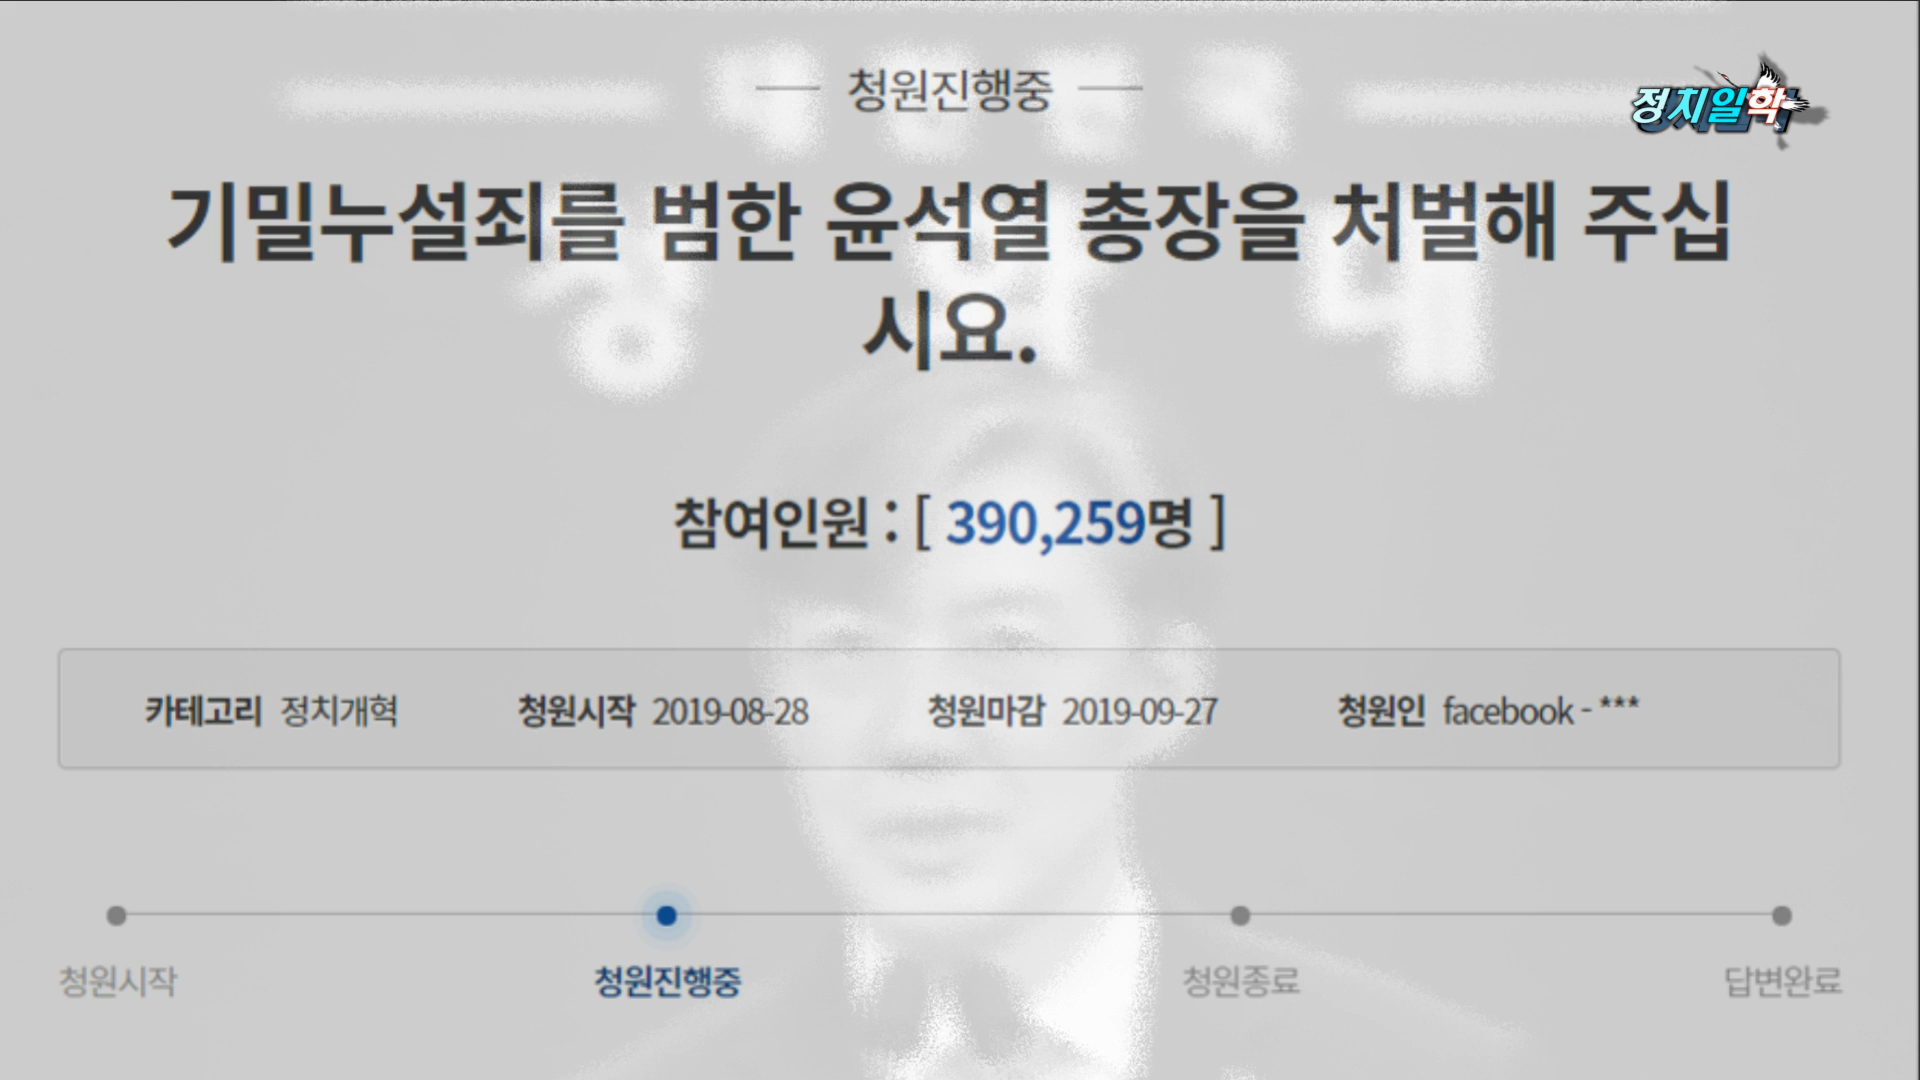 청원진행중
정치일학
기밀누설죄를 범한 윤석열 총장을 처벌해 주십
시요.
참여인원 : [ 390,259명 ]
카테고리 정치개혁 청원시작 2019-08-28 청원마감 2019-09-27 청원인 facebook - ***
청원시작 청원진행중 청원종료 답변완료